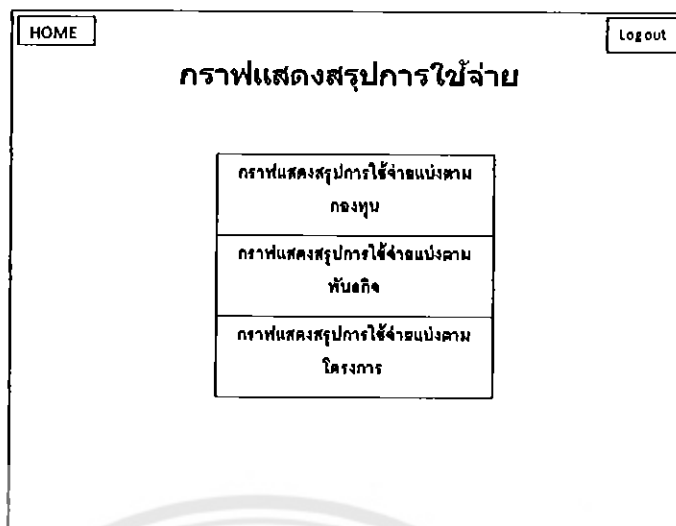 HOME
Logout
กราฟแสดงสรุปการใช้จ่าย
กราฟแสดงสรุปการใช้จ่ายแบ่งตาม
กองทุน
กราฟแสดงสรุปการใช้จ่ายแบ่งตาม
พันธกิจ
กราฟแสดงสรุปการใช้จ่ายแบ่งตาม
โครงการ